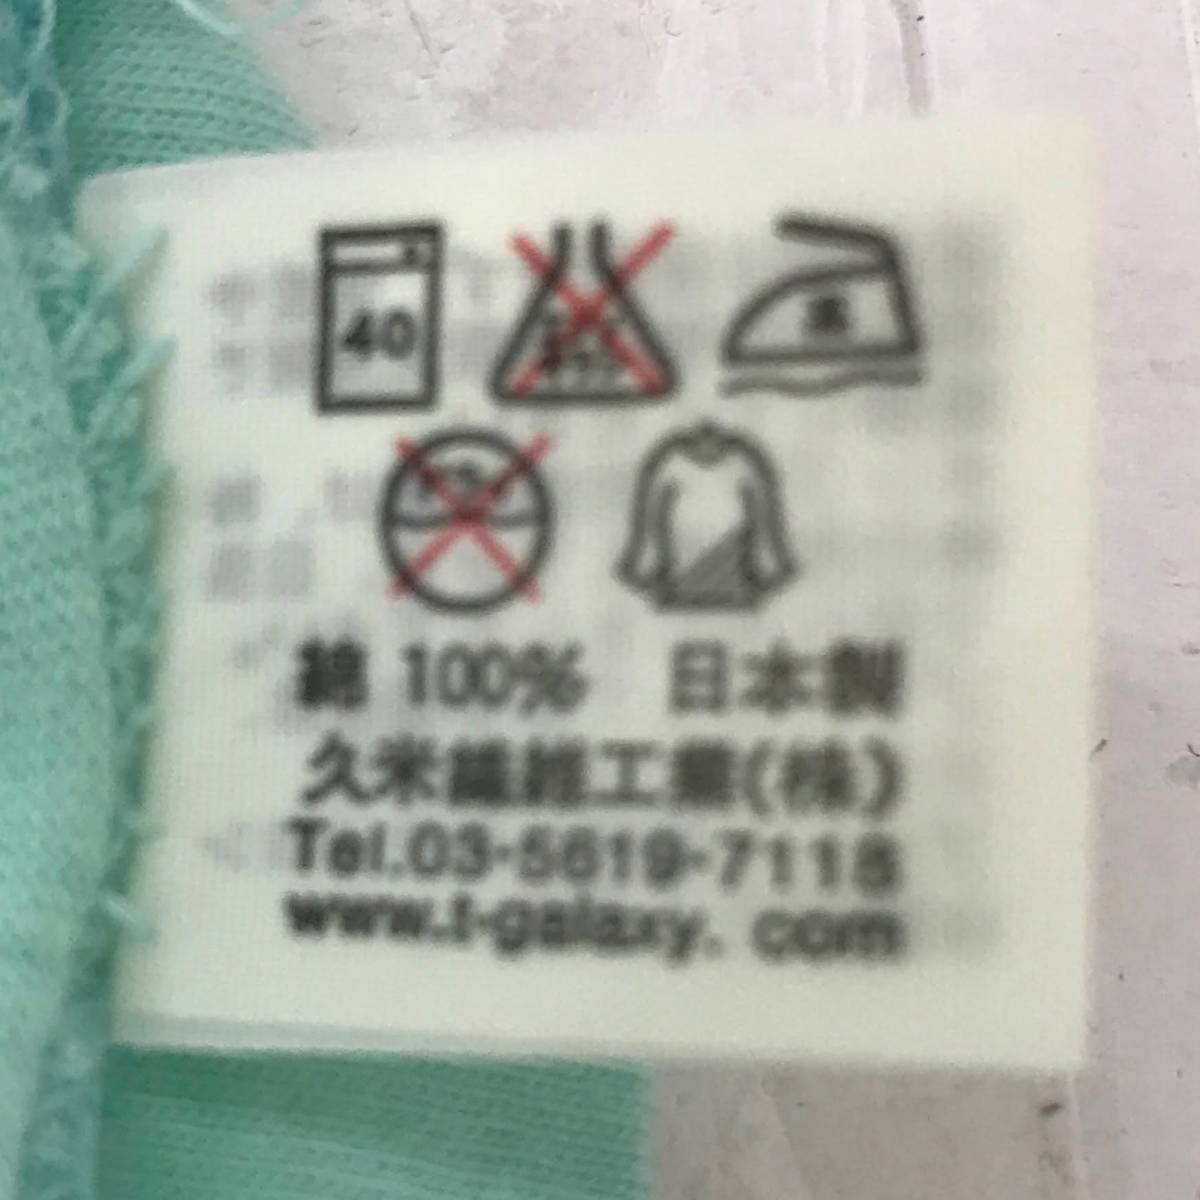 40
綿 100% 日本製
久米繊維工業(株)
Tel.03-5619-7118
www.t-galaxy. com